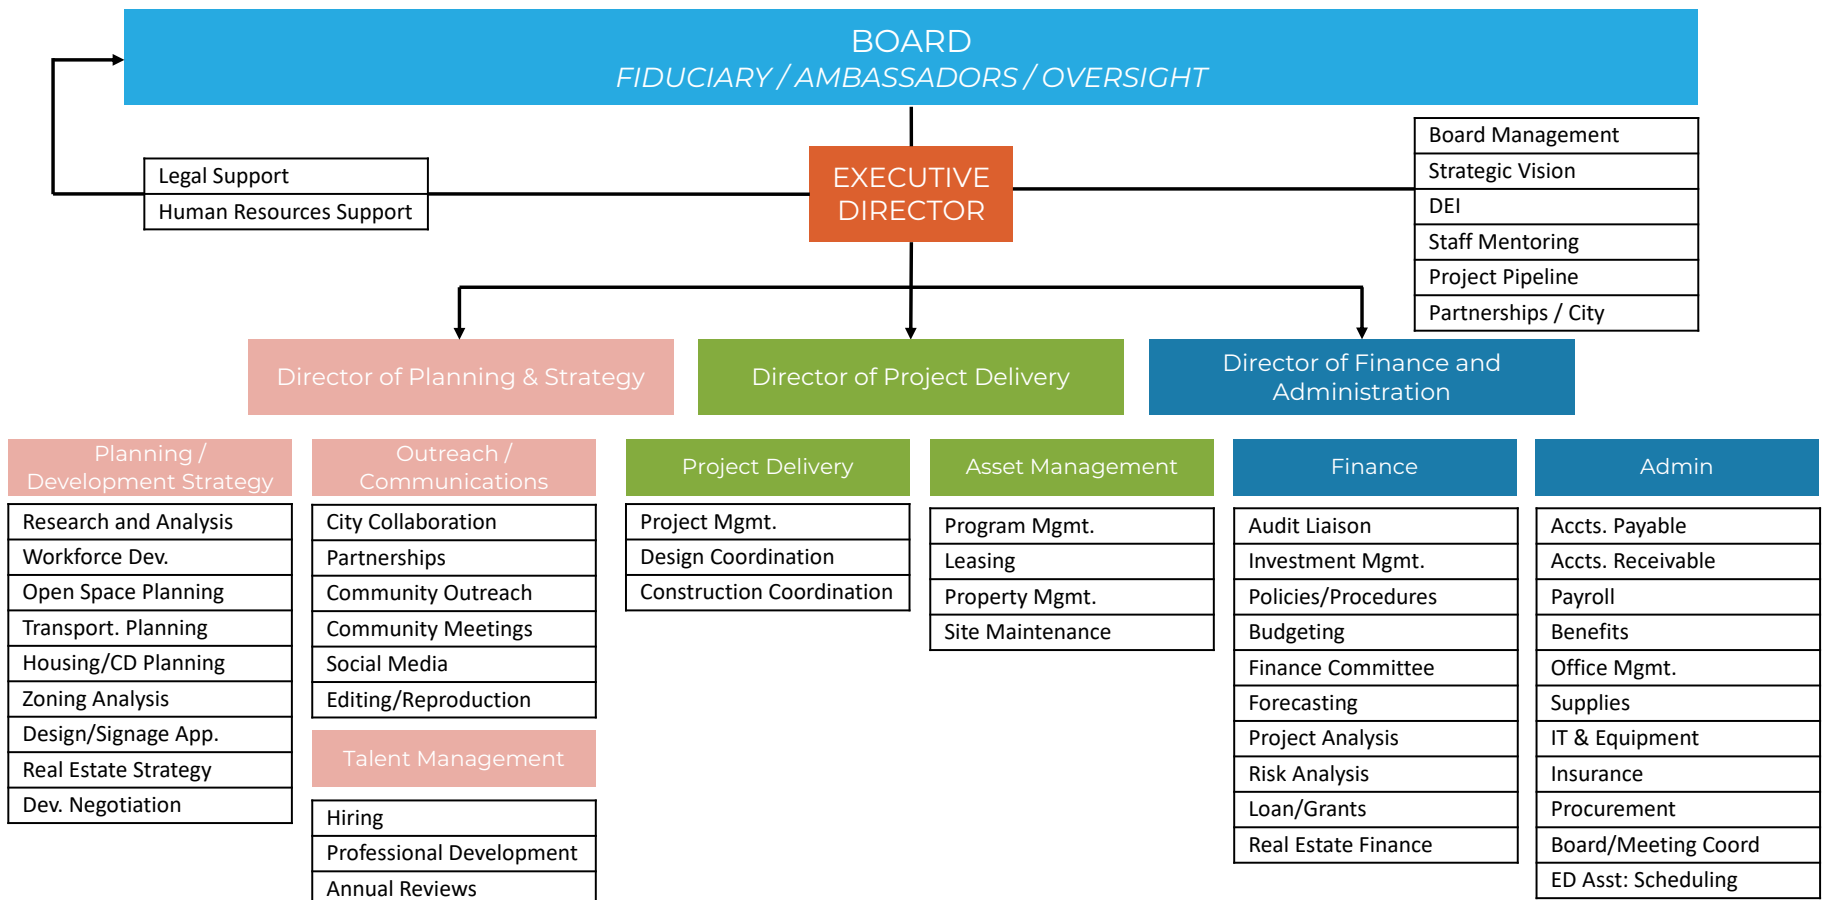 BOARD
FIDUCIARY / AMBASSADORS / OVERSIGHT
Legal Support
Human Resources Support
EXECUTIVE
DIRECTOR
Board Management
Strategic Vision
DEI
Staff Mentoring
Project Pipeline
Partnerships / City
Director of Planning & Strategy
Director of Project Delivery
Director of Finance and
Administration
Planning /
Development Strategy
Research and Analysis
Workforce Dev.
Open Space Planning
Transport. Planning
Housing/CD Planning
Zoning Analysis
Design/Signage App.
Real Estate Strategy
Dev. Negotiation
Outreach /
Communications
City Collaboration
Partnerships
Community Outreach
Community Meetings
Social Media
Editing/Reproduction
Talent Management
Hiring
Professional Development
Annual Reviews
Project Delivery
Project Mgmt.
Design Coordination
Construction Coordination
Asset Management
Program Mgmt.
Leasing
Property Mgmt.
Site Maintenance
Finance
Audit Liaison
Investment Mgmt.
Policies/Procedures
Budgeting
Finance Committee
Forecasting
Project Analysis
Risk Analysis
Loan/Grants
Real Estate Finance
Admin
Accts. Payable
Accts. Receivable
Payroll
Benefits
Office Mgmt.
Supplies
IT & Equipment
Insurance
Procurement
Board/Meeting Coord
ED Asst: Scheduling